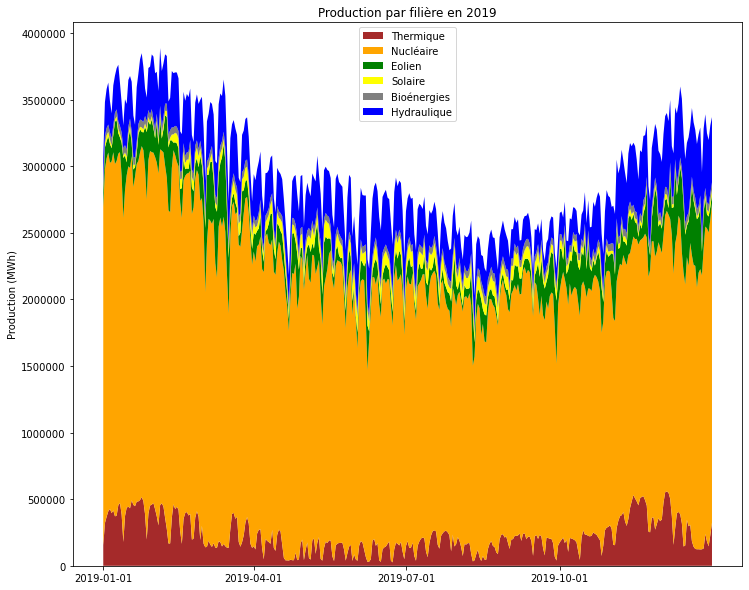 Production par filière en 2019
Thermique
Nucléaire
Eolien
Solaire
Bioénergies
Hydraulique
Production (MWh)
4000000
3500000
3000000
2500000
2000000
1500000
1000000
500000
0
2019-01-01
2019-04-01
2019-07-01
2019-10-01